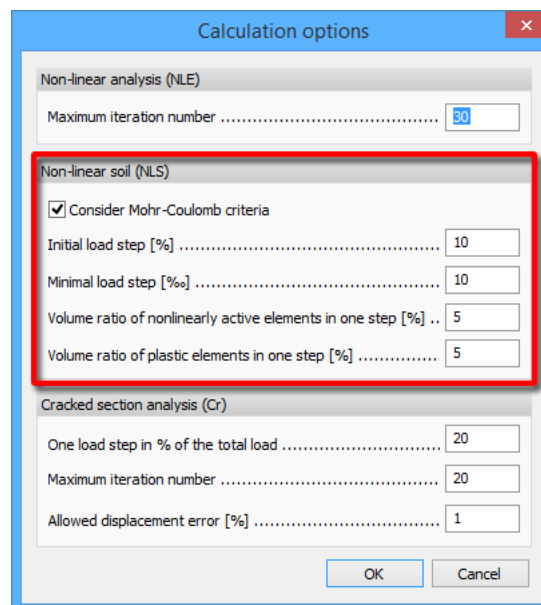 Calculation options
Non-linear analysis (NLE)
Maximum iteration number ........................................... 30
Non-linear soil (NLS)
Consider Mohr-Coulomb criteria
Initial load step [%] .................................................... 10
Minimal load step [‰] ................................................. 10
Volume ratio of nonlinearly active elements in one step [%] .. 5
Volume ratio of plastic elements in one step [%] ................ 5
Cracked section analysis (Cr)
One load step in % of the total load ............................... 20
Maximum iteration number ........................................... 20
Allowed displacement error [%] ..................................... 1
OK Cancel